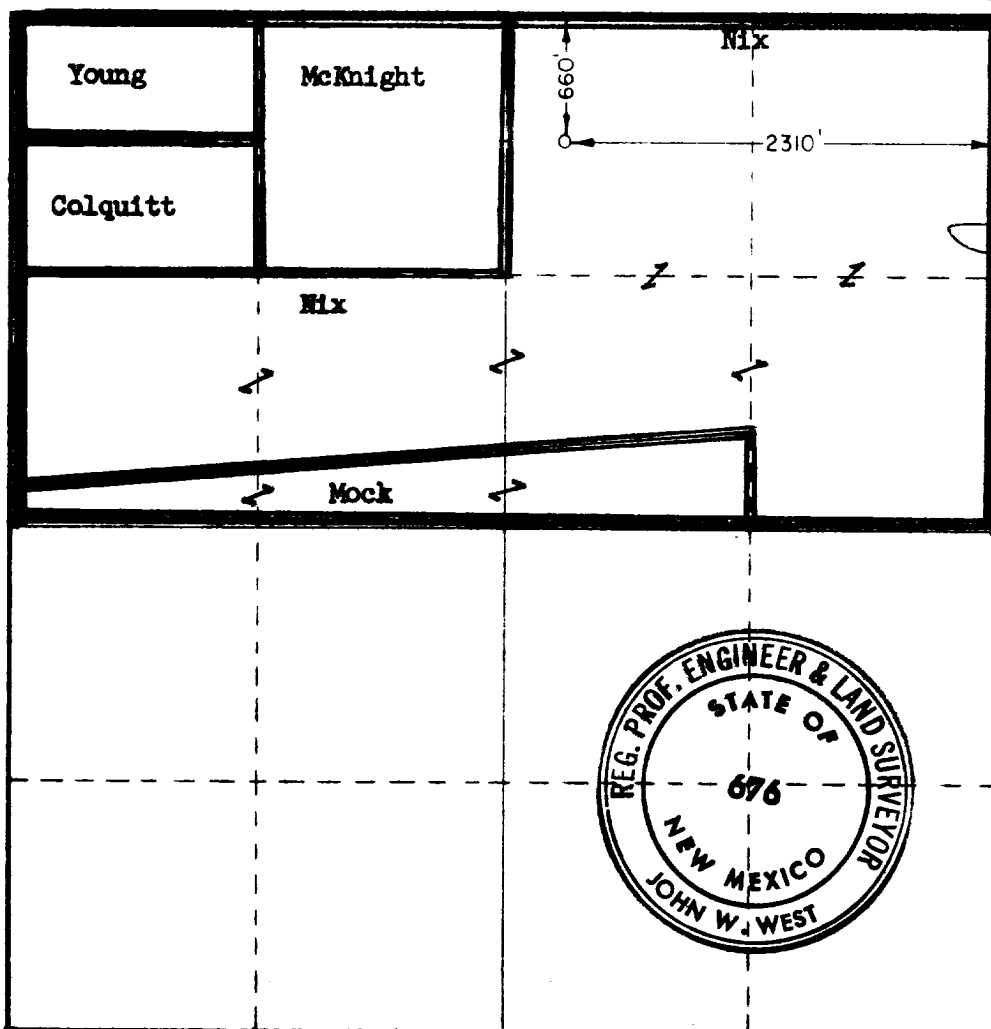 Young
McKnight
Nix
660'
2310'
Colquitt
Nix
Mock
REG. PROF. ENGINEER & LAND SURVEYOR
STATE OF
676
NEW MEXICO
JOHN W. WEST